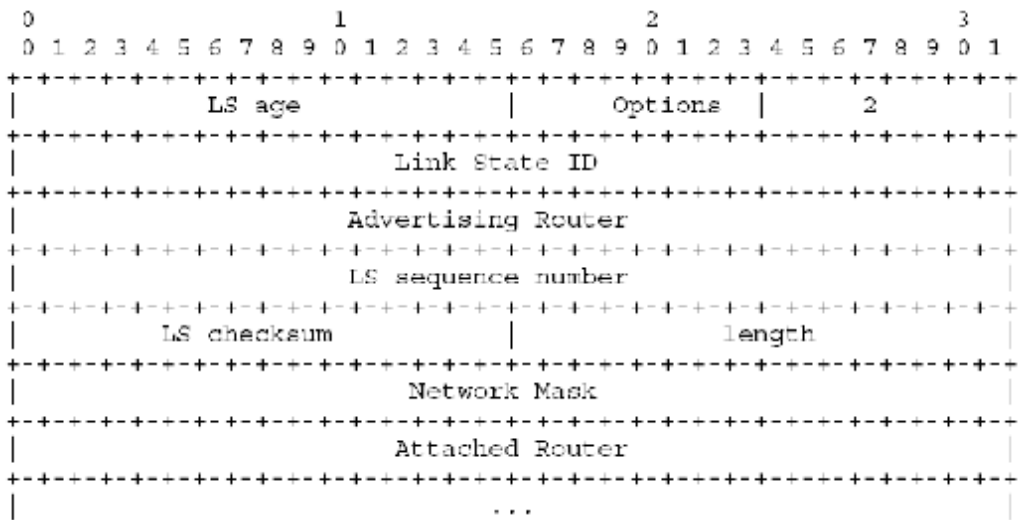 0                   1                   2                   3
0 1 2 3 4 5 6 7 8 9 0 1 2 3 4 5 6 7 8 9 0 1 2 3 4 5 6 7 8 9 0 1
+-+-+-+-+-+-+-+-+-+-+-+-+-+-+-+-+-+-+-+-+-+-+-+-+-+-+-+-+-+-+-+-+
| LS age | Options | 2 |
+-+-+-+-+-+-+-+-+-+-+-+-+-+-+-+-+-+-+-+-+-+-+-+-+-+-+-+-+-+-+-+-+
| Link State ID |
+-+-+-+-+-+-+-+-+-+-+-+-+-+-+-+-+-+-+-+-+-+-+-+-+-+-+-+-+-+-+-+-+
| Advertising Router |
+-+-+-+-+-+-+-+-+-+-+-+-+-+-+-+-+-+-+-+-+-+-+-+-+-+-+-+-+-+-+-+-+
| LS sequence number |
+-+-+-+-+-+-+-+-+-+-+-+-+-+-+-+-+-+-+-+-+-+-+-+-+-+-+-+-+-+-+-+-+
| LS checksum | length |
+-+-+-+-+-+-+-+-+-+-+-+-+-+-+-+-+-+-+-+-+-+-+-+-+-+-+-+-+-+-+-+-+
| Network Mask |
+-+-+-+-+-+-+-+-+-+-+-+-+-+-+-+-+-+-+-+-+-+-+-+-+-+-+-+-+-+-+-+-+
| Attached Router |
+-+-+-+-+-+-+-+-+-+-+-+-+-+-+-+-+-+-+-+-+-+-+-+-+-+-+-+-+-+-+-+-+
| ... |